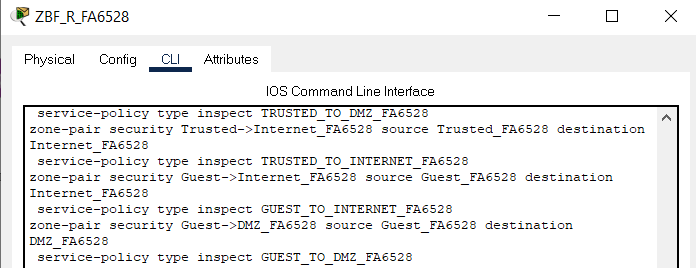 ZBF_R_FA6528
Physical Config CLI Attributes
IOS Command Line Interface
service-policy type inspect TRUSTED_TO_DMZ_FA6528
zone-pair security Trusted->Internet_FA6528 source Trusted_FA6528 destination
Internet_FA6528
service-policy type inspect TRUSTED_TO_INTERNET_FA6528
zone-pair security Guest->Internet_FA6528 source Guest_FA6528 destination
Internet_FA6528
service-policy type inspect GUEST_TO_INTERNET_FA6528
zone-pair security Guest->DMZ_FA6528 source Guest_FA6528 destination
DMZ_FA6528
service-policy type inspect GUEST_TO_DMZ_FA6528